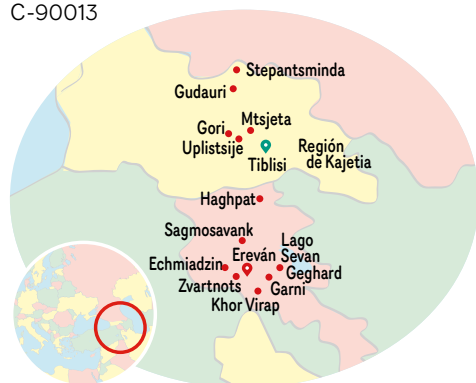 C-90013
Stepantsminda
Gudauri
Mtsjeta
Gori
Uplistsije
Tiblisi
Región
de Kajetia
Haghpat
Sagmosavank
Ereván
Lago
Sevan
Echmiadzin
Geghard
Zvartnots
Garni
Khor Virap